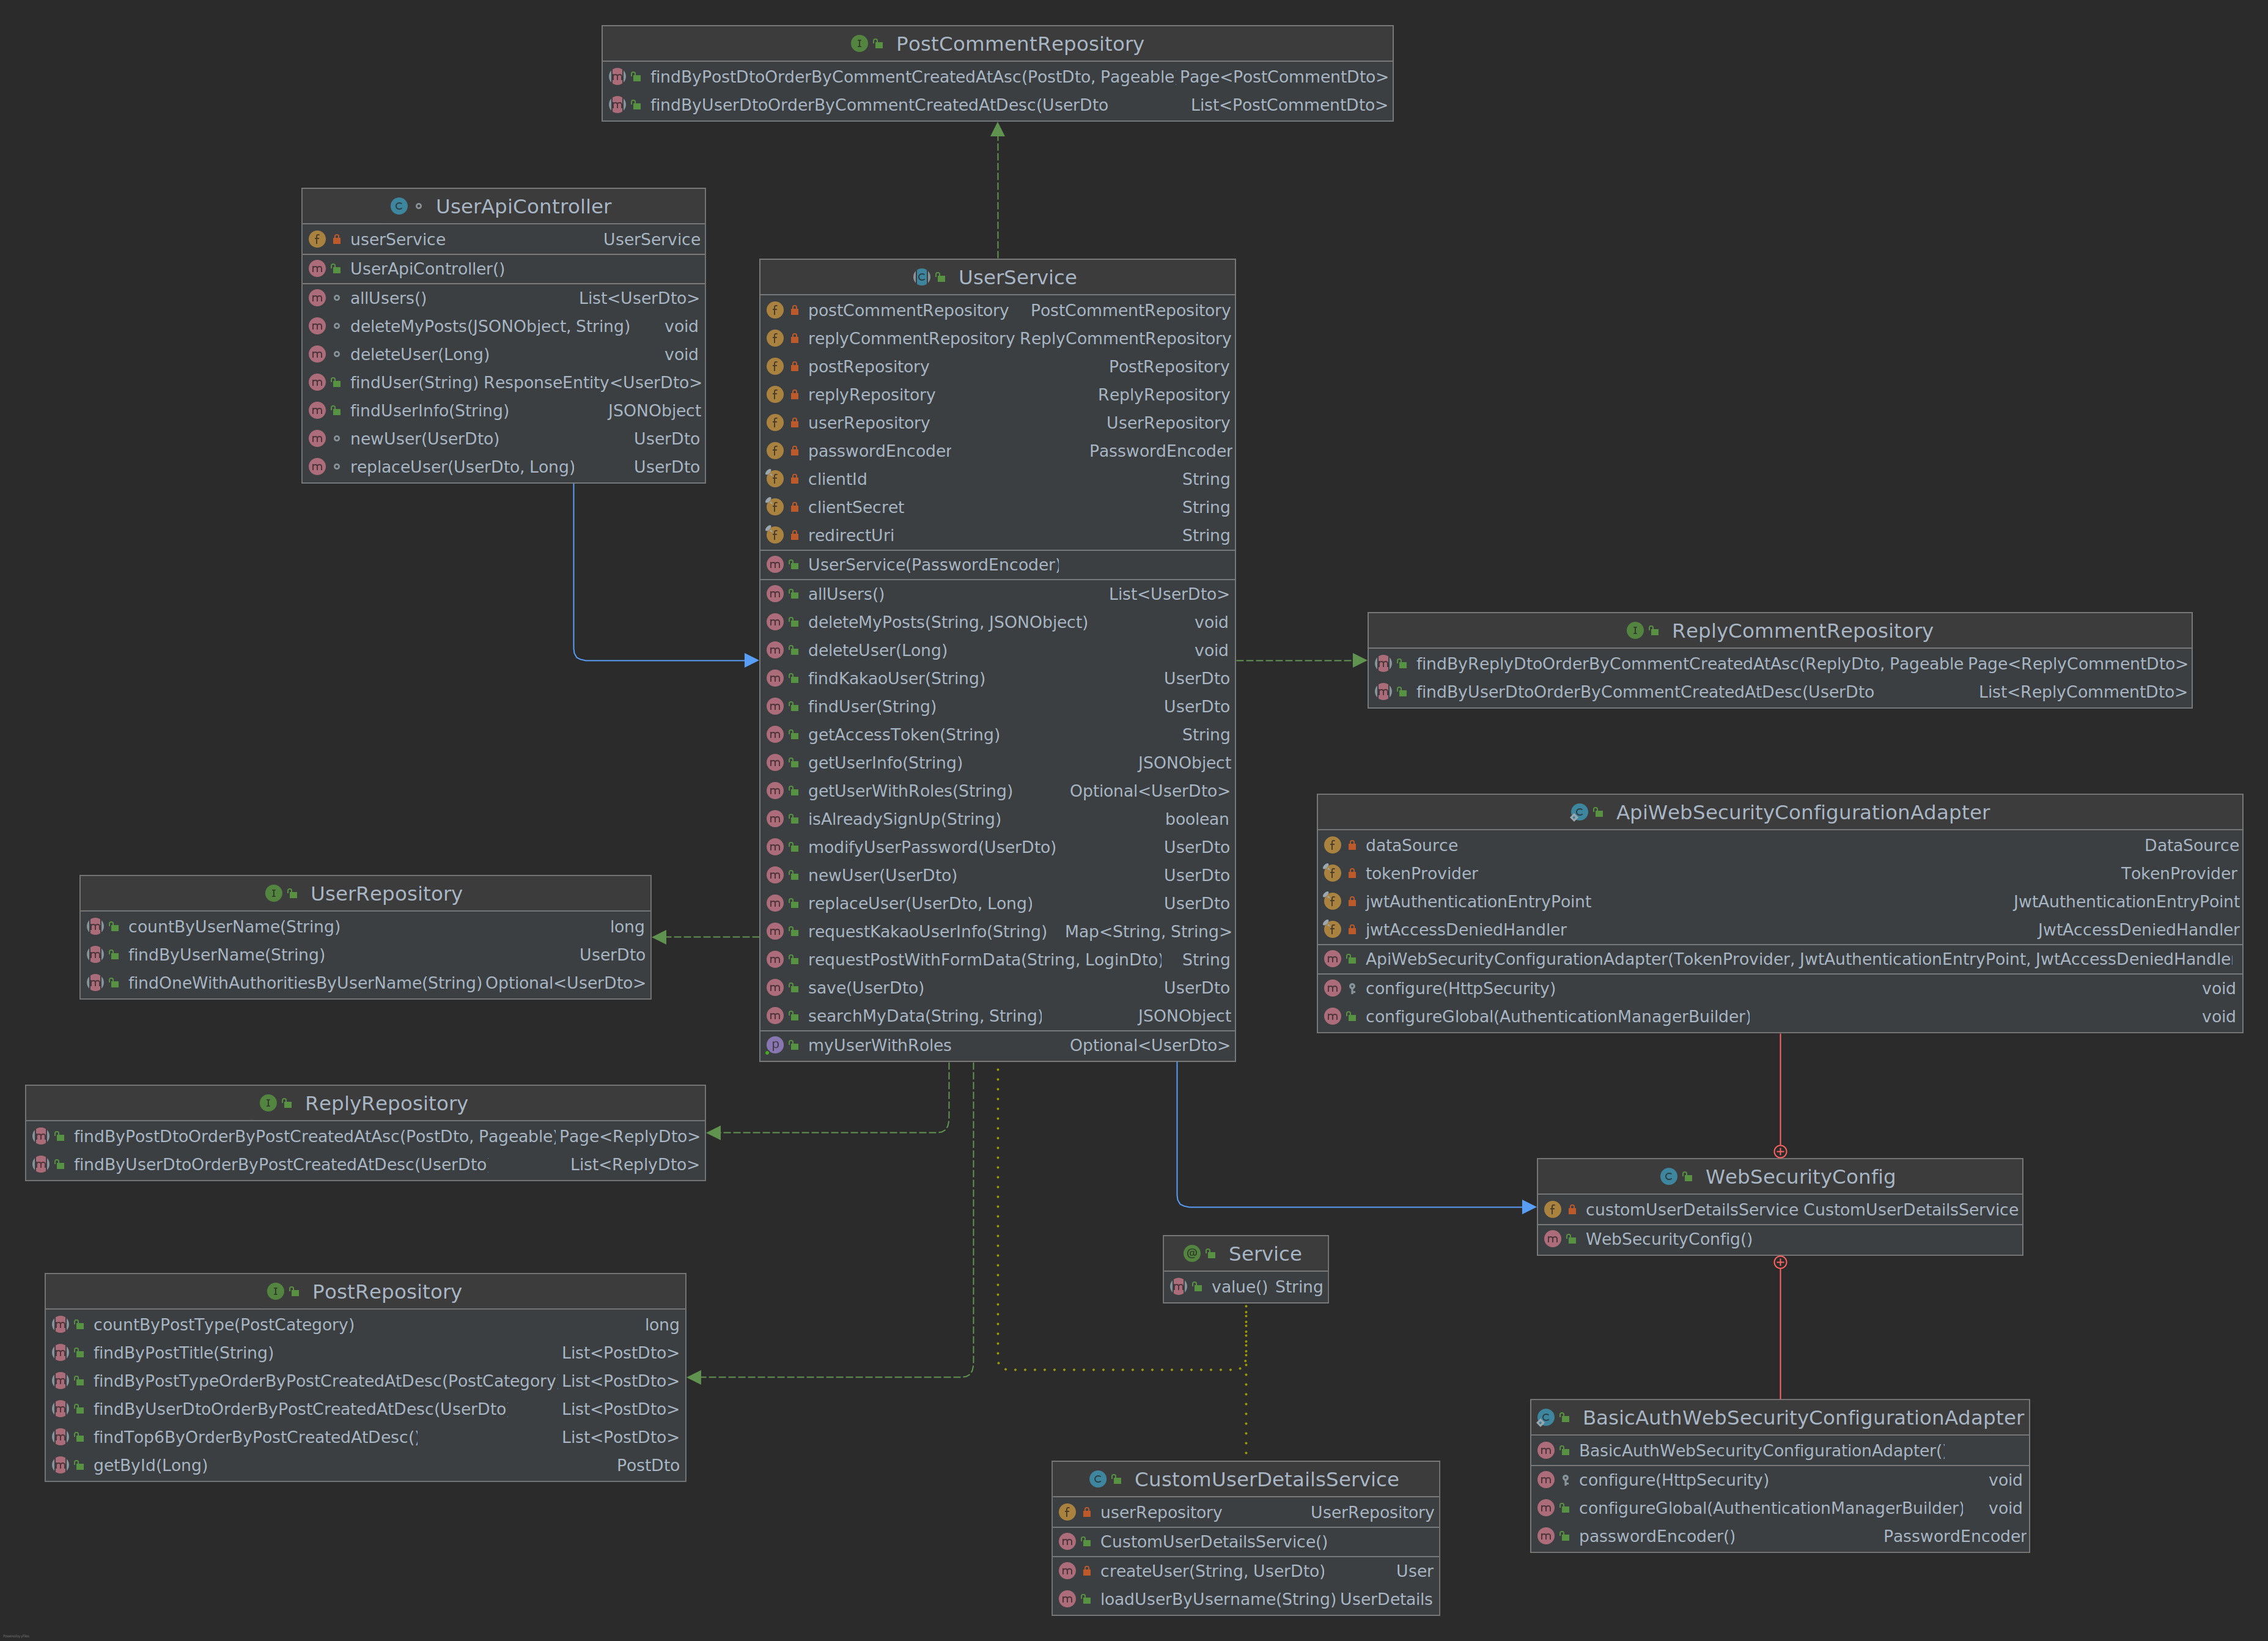 PostCommentRepository
findByPostDtoOrderByCommentCreatedAtAsc(PostDto, Pageable Page<PostCommentDto>
findByUserDtoOrderByCommentCreatedAtDesc(UserDto List<PostCommentDto>
UserApiController
userService UserService
UserApiController()
allUsers() List<UserDto>
deleteMyPosts(JSONObject, String) void
deleteUser(Long) void
findUser(String) ResponseEntity<UserDto>
findUserInfo(String) JSONObject
newUser(UserDto) UserDto
replaceUser(UserDto, Long) UserDto
UserService
postCommentRepository PostCommentRepository
replyCommentRepository ReplyCommentRepository
postRepository PostRepository
replyRepository ReplyRepository
userRepository UserRepository
passwordEncoder PasswordEncoder
clientId String
clientSecret String
redirectUri String
UserService(PasswordEncoder)
allUsers() List<UserDto>
deleteMyPosts(String, JSONObject) void
deleteUser(Long) void
findKakaoUser(String) UserDto
findUser(String) UserDto
getAccessToken(String) String
getUserInfo(String) JSONObject
getUserWithRoles(String) Optional<UserDto>
isAlreadySignUp(String) boolean
modifyUserPassword(UserDto) UserDto
newUser(UserDto) UserDto
replaceUser(UserDto, Long) UserDto
requestKakaoUserInfo(String) Map<String, String>
requestPostWithFormData(String, LoginDto) String
save(UserDto) UserDto
searchMyData(String, String) JSONObject
myUserWithRoles Optional<UserDto>
ReplyCommentRepository
findByReplyDtoOrderByCommentCreatedAtAsc(ReplyDto, Pageable Page<ReplyCommentDto>
findByUserDtoOrderByCommentCreatedAtDesc(UserDto List<ReplyCommentDto>
ApiWebSecurityConfigurationAdapter
dataSource DataSource
tokenProvider TokenProvider
jwtAuthenticationEntryPoint JwtAuthenticationEntryPoint
jwtAccessDeniedHandler JwtAccessDeniedHandler
ApiWebSecurityConfigurationAdapter(TokenProvider, JwtAuthenticationEntryPoint, JwtAccessDeniedHandle
configure(HttpSecurity) void
configureGlobal(AuthenticationManagerBuilder) void
UserRepository
countByUserName(String) long
findByUserName(String) UserDto
findOneWithAuthoritiesByUserName(String) Optional<UserDto>
ReplyRepository
findByPostDtoOrderByPostCreatedAtAsc(PostDto, Pageable) Page<ReplyDto>
findByUserDtoOrderByPostCreatedAtDesc(UserDto List<ReplyDto>
WebSecurityConfig
customUserDetailsService CustomUserDetailsService
WebSecurityConfig()
Service
value() String
PostRepository
countByPostType(PostCategory) long
findByPostTitle(String) List<PostDto>
findByPostTypeOrderByPostCreatedAtDesc(PostCategory List<PostDto>
findByUserDtoOrderByPostCreatedAtDesc(UserDto List<PostDto>
findTop6ByOrderByPostCreatedAtDesc() List<PostDto>
getById(Long) PostDto
BasicAuthWebSecurityConfigurationAdapter
BasicAuthWebSecurityConfigurationAdapter()
configure(HttpSecurity) void
configureGlobal(AuthenticationManagerBuilder) void
passwordEncoder() PasswordEncoder
CustomUserDetailsService
userRepository UserRepository
CustomUserDetailsService()
createUser(String, UserDto) User
loadUserByUsername(String) UserDetails